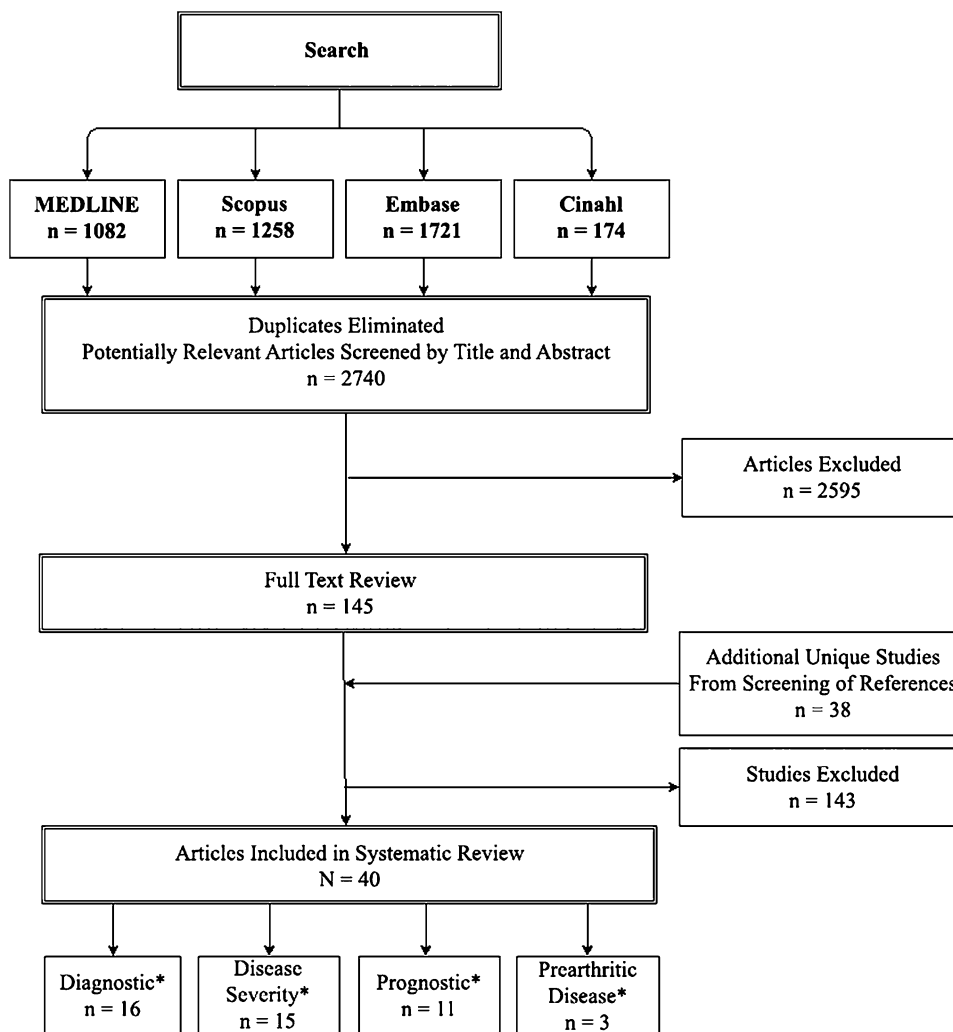 Search
MEDLINE
n = 1082
Scopus
n = 1258
Embase
n = 1721
Cinahl
n = 174
Duplicates Eliminated
Potentially Relevant Articles Screened by Title and Abstract
n = 2740
Articles Excluded
n = 2595
Full Text Review
n = 145
Additional Unique Studies
From Screening of References
n = 38
Studies Excluded
n = 143
Articles Included in Systematic Review
N = 40
Diagnostic*
n = 16
Disease
Severity*
n = 15
Prognostic*
n = 11
Prearthritic
Disease*
n = 3